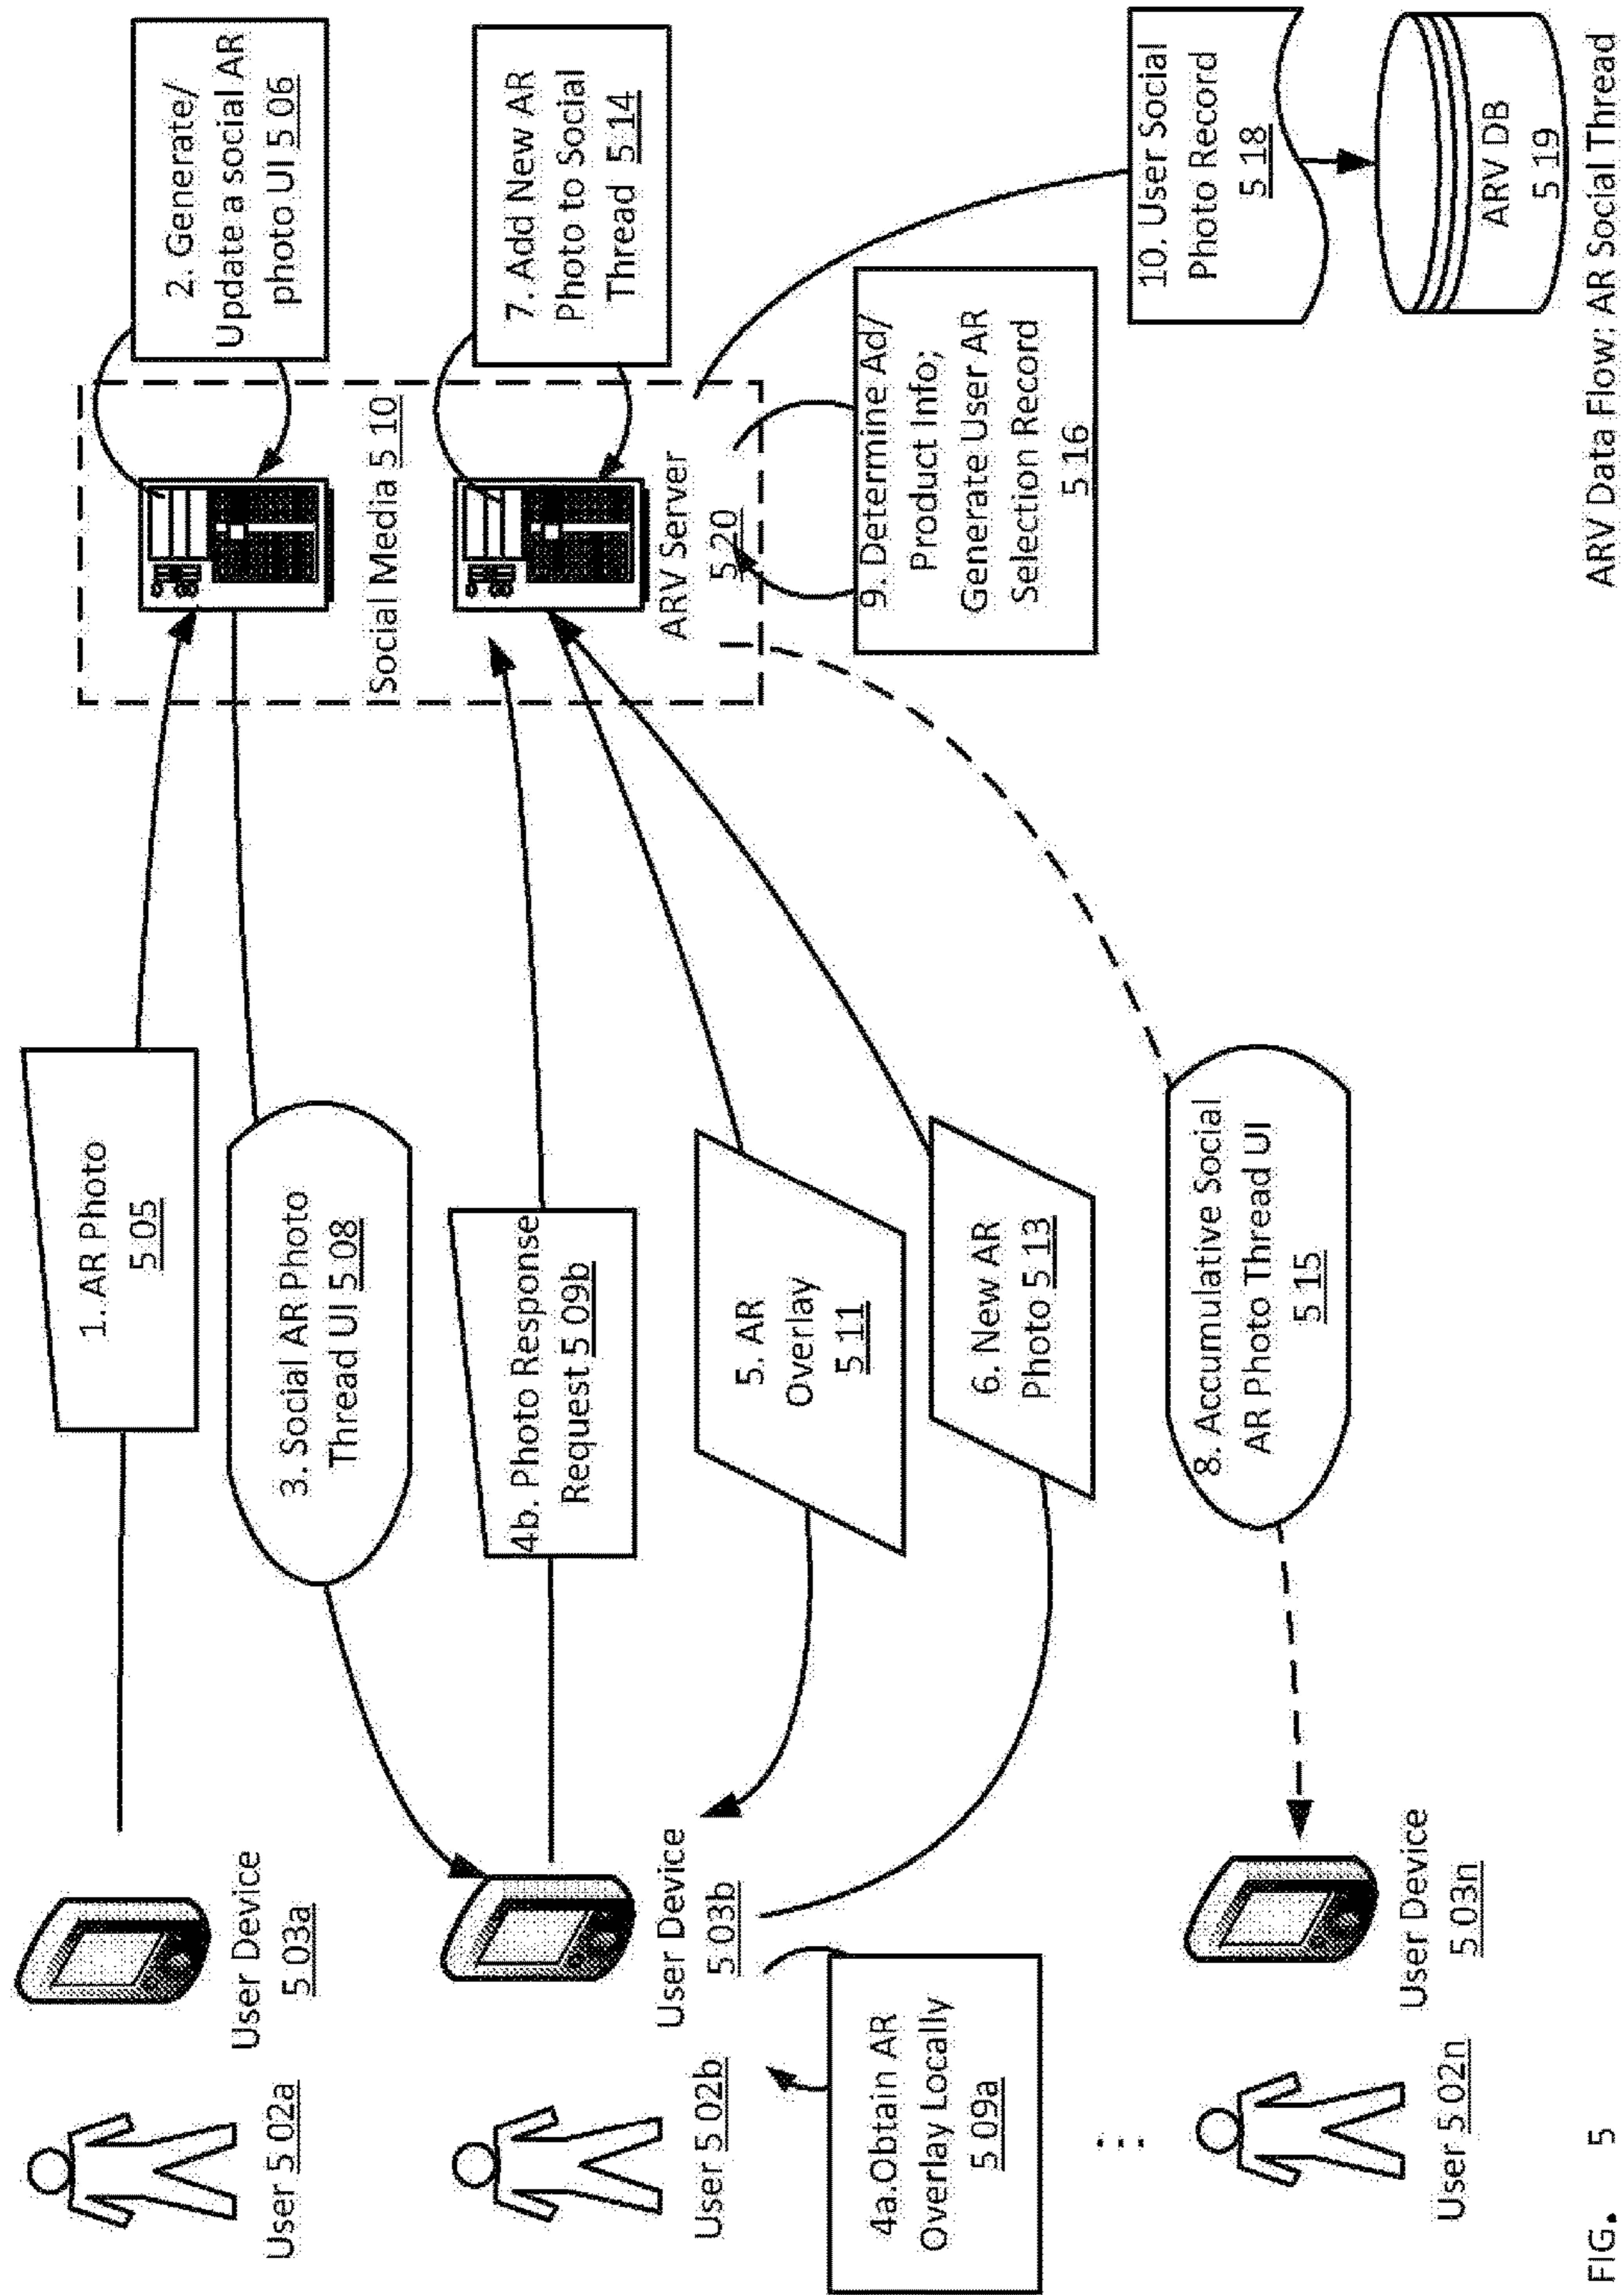 User 5 02a
User Device
5 03a
1. AR Photo
5 05
2. Generate/
Update a social AR
photo UI 5 06
3. Social AR Photo
Thread UI 5 08
Social Media 5 10
User 5 02b
User Device
5 03b
4b. Photo Response
Request 5 09b
7. Add New AR
Photo to Social
Thread 5 14
ARV Server
5 20
4a.Obtain AR
Overlay Locally
5 09a
5. AR
Overlay
5 11
6. New AR
Photo 5 13
9. Determine Ad/
Product Info;
Generate User AR
Selection Record
5 16
...
8. Accumulative Social
AR Photo Thread UI
5 15
10. User Social
Photo Record
5 18
User 5 02n
User Device
5 03n
ARV DB
5 19
FIG. 5
ARV Data Flow: AR Social Thread